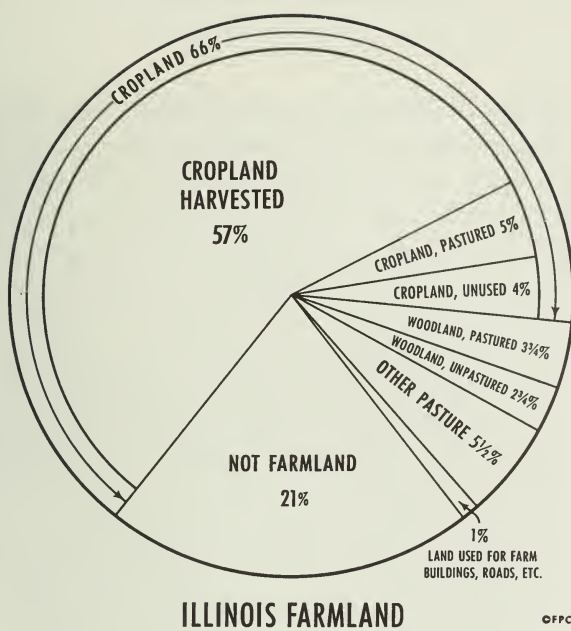 CROPLAND 66%
CROPLAND
HARVESTED
57%
CROPLAND, PASTURED 5%
CROPLAND, UNUSED 4%
WOODLAND, PASTURED 3¾%
WOODLAND, UNPASTURED 2¾%
OTHER PASTURE 5½%
NOT FARMLAND
21%
1%
LAND USED FOR FARM
BUILDINGS, ROADS, ETC.
ILLINOIS FARMLAND
©FPC